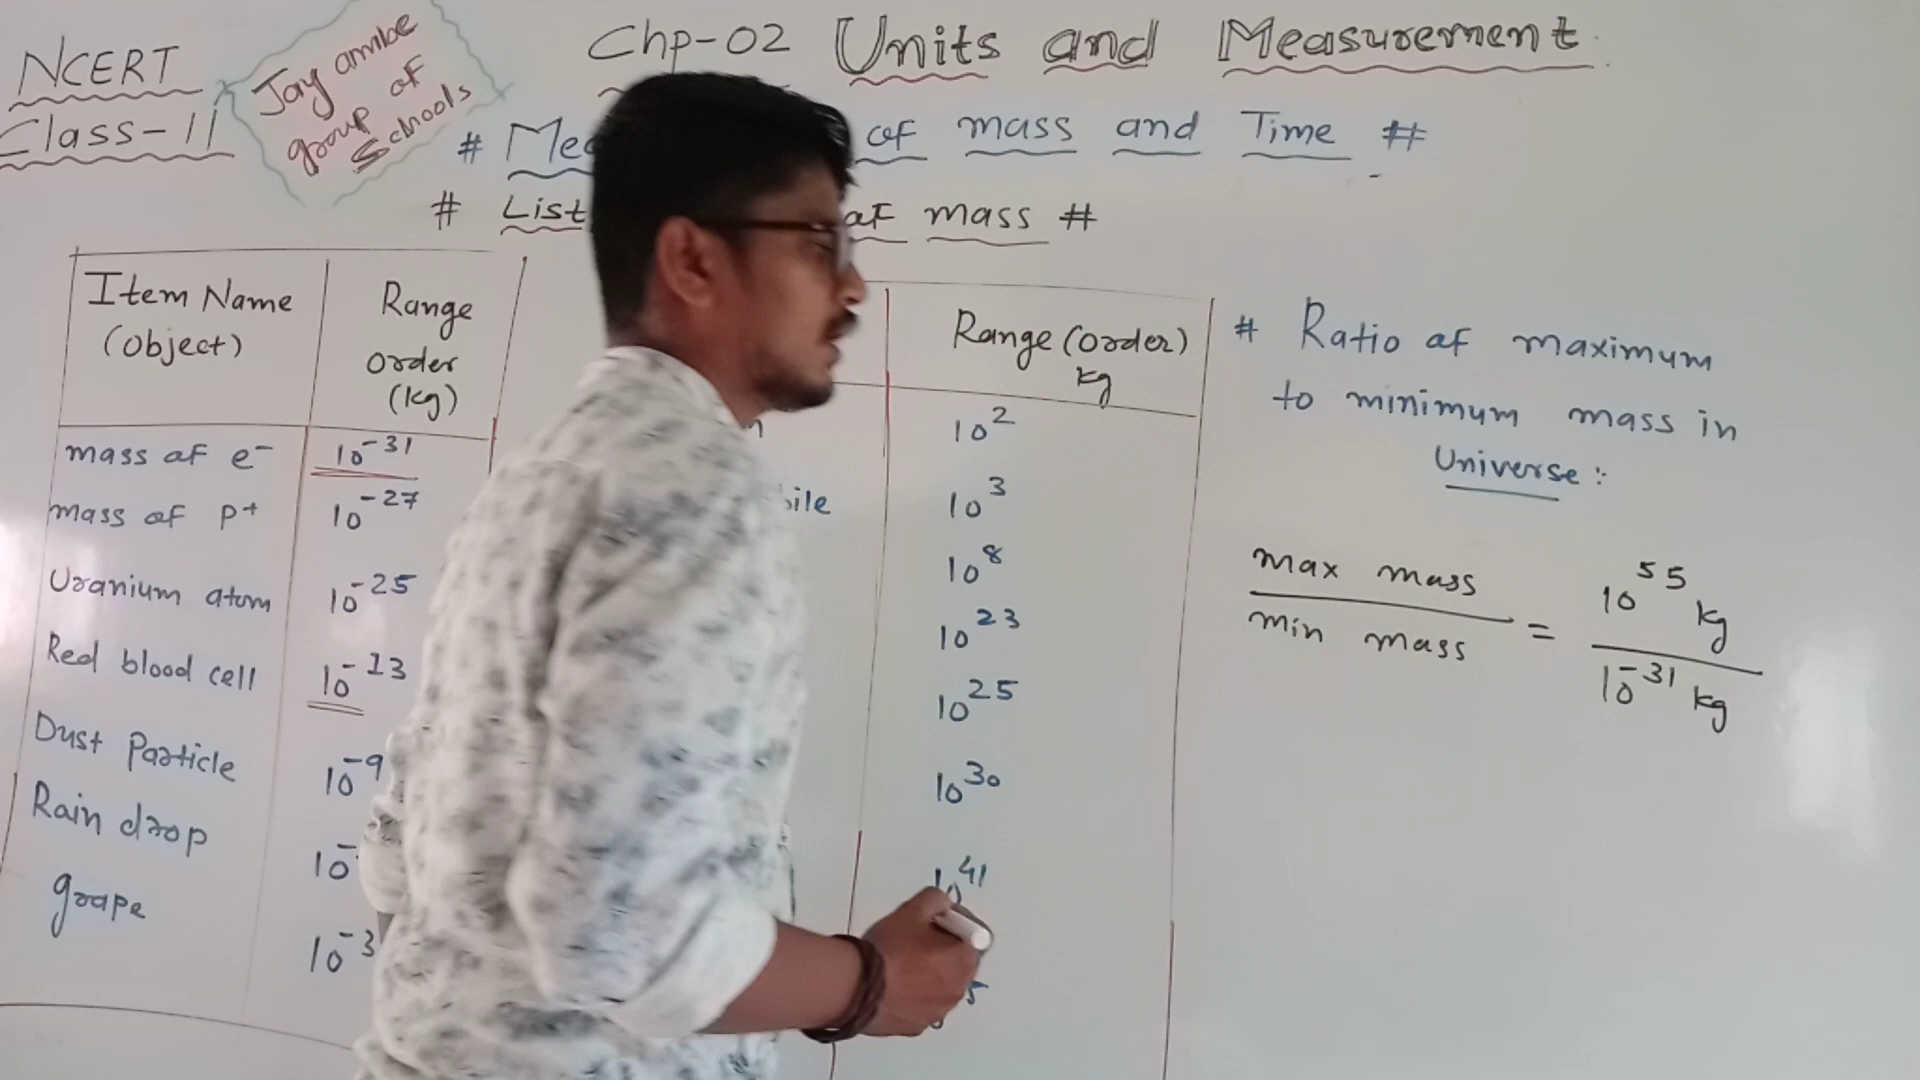 NCERT
Class-11
Jay ambe
group of
Schools
Chp-02 Units and Measurement
# of mass and Time #
# List of mass #
Item Name
(Object)
Range
order
(kg)
mass of e⁻ 10⁻³¹
mass of p⁺ 10⁻²⁷
Uranium atom 10⁻²⁵
Red blood cell 10⁻¹³
Dust Particle 10⁻⁹
Rain drop 10⁻
grape 10⁻³
Range (order)
kg
10²
10³
10⁸
10²³
10²⁵
10³⁰
10⁴¹
# Ratio of maximum
to minimum mass in
Universe :
max mass
min mass
=
10⁵⁵ kg
10⁻³¹ kg